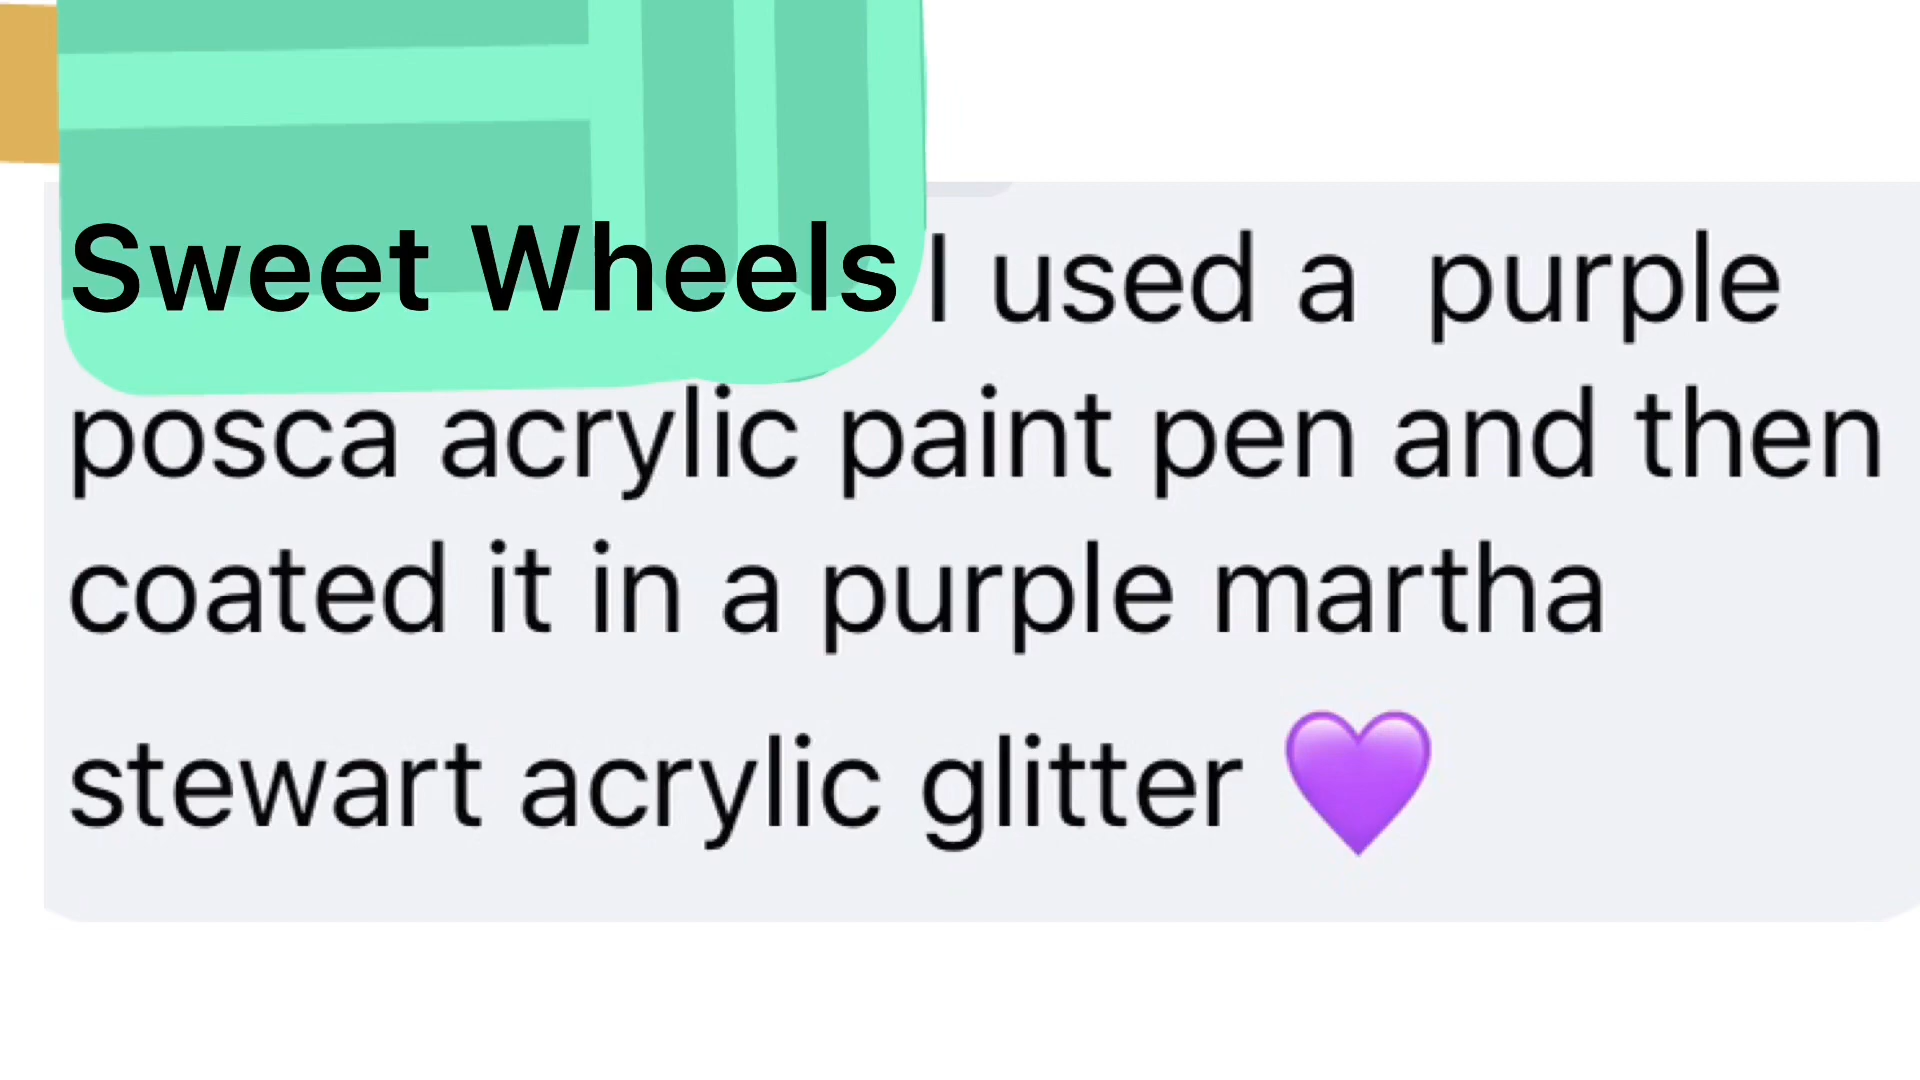 Sweet Wheels I used a purple
posca acrylic paint pen and then
coated it in a purple martha
stewart acrylic glitter 💜